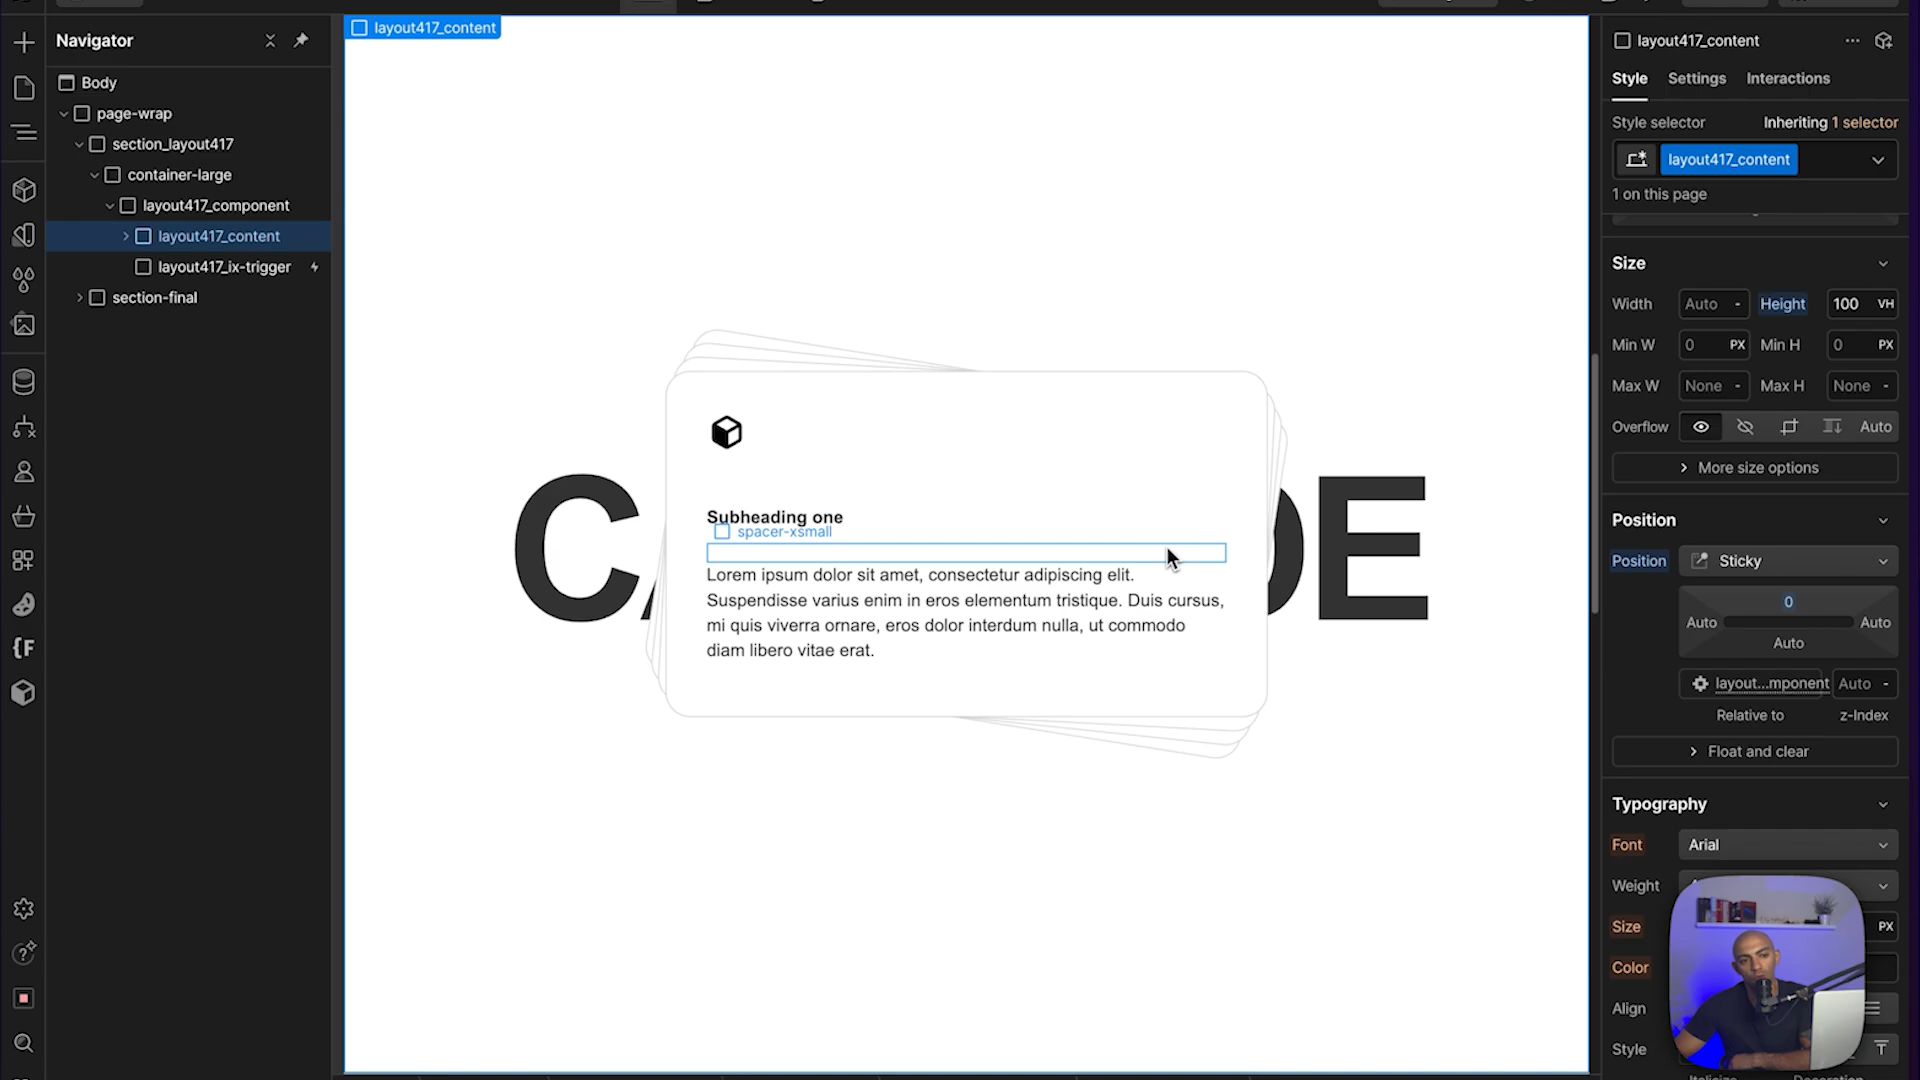 Navigator
Body
page-wrap
section_layout417
container-large
layout417_component
layout417_content
layout417_ix-trigger
section-final
{F
layout417_content
C
DE
Subheading one
spacer-xsmall
Lorem ipsum dolor sit amet, consectetur adipiscing elit.
Suspendisse varius enim in eros elementum tristique. Duis cursus,
mi quis viverra ornare, eros dolor interdum nulla, ut commodo
diam libero vitae erat.
layout417_content
Style Settings Interactions
Style selector Inheriting 1 selector
layout417_content
1 on this page
Size
Width Auto - Height 100 VH
Min W 0 PX Min H 0 PX
Max W None - Max H None -
Overflow Auto
More size options
Position
Position Sticky
0
Auto Auto
Auto
layout...mponent Auto -
Relative to z-Index
Float and clear
Typography
Font Arial
Weight
Size PX
Color
Align
Style